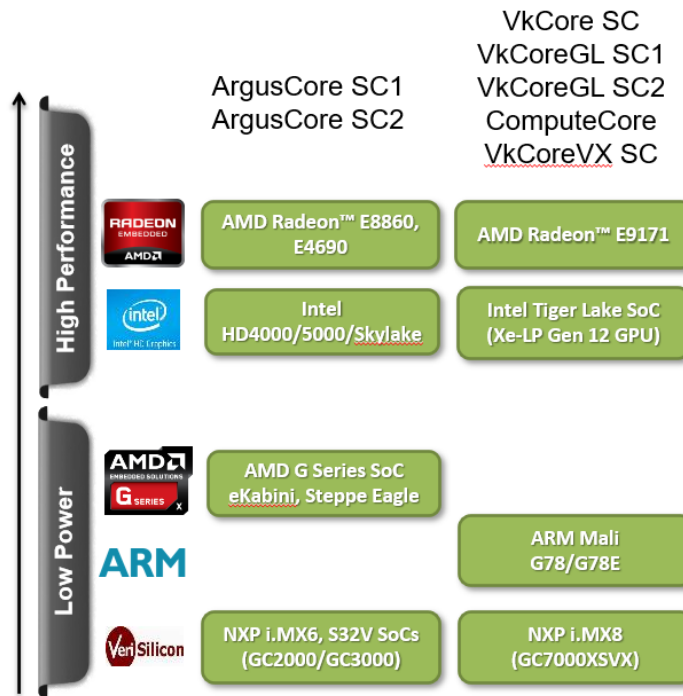 VkCore SC
VkCoreGL SC1
VkCoreGL SC2
ComputeCore
VkCoreVX SC
ArgusCore SC1
ArgusCore SC2
High Performance
RADEON
EMBEDDED
AMD
AMD Radeon™ E8860,
E4690
AMD Radeon™ E9171
intel
Intel® HD Graphics
Intel
HD4000/5000/Skylake
Intel Tiger Lake SoC
(Xe-LP Gen 12 GPU)
Low Power
AMD
EMBEDDED SOLUTIONS
G SERIES
X
AMD G Series SoC
eKabini, Steppe Eagle
ARM
ARM Mali
G78/G78E
VeriSilicon
NXP i.MX6, S32V SoCs
(GC2000/GC3000)
NXP i.MX8
(GC7000XSVX)